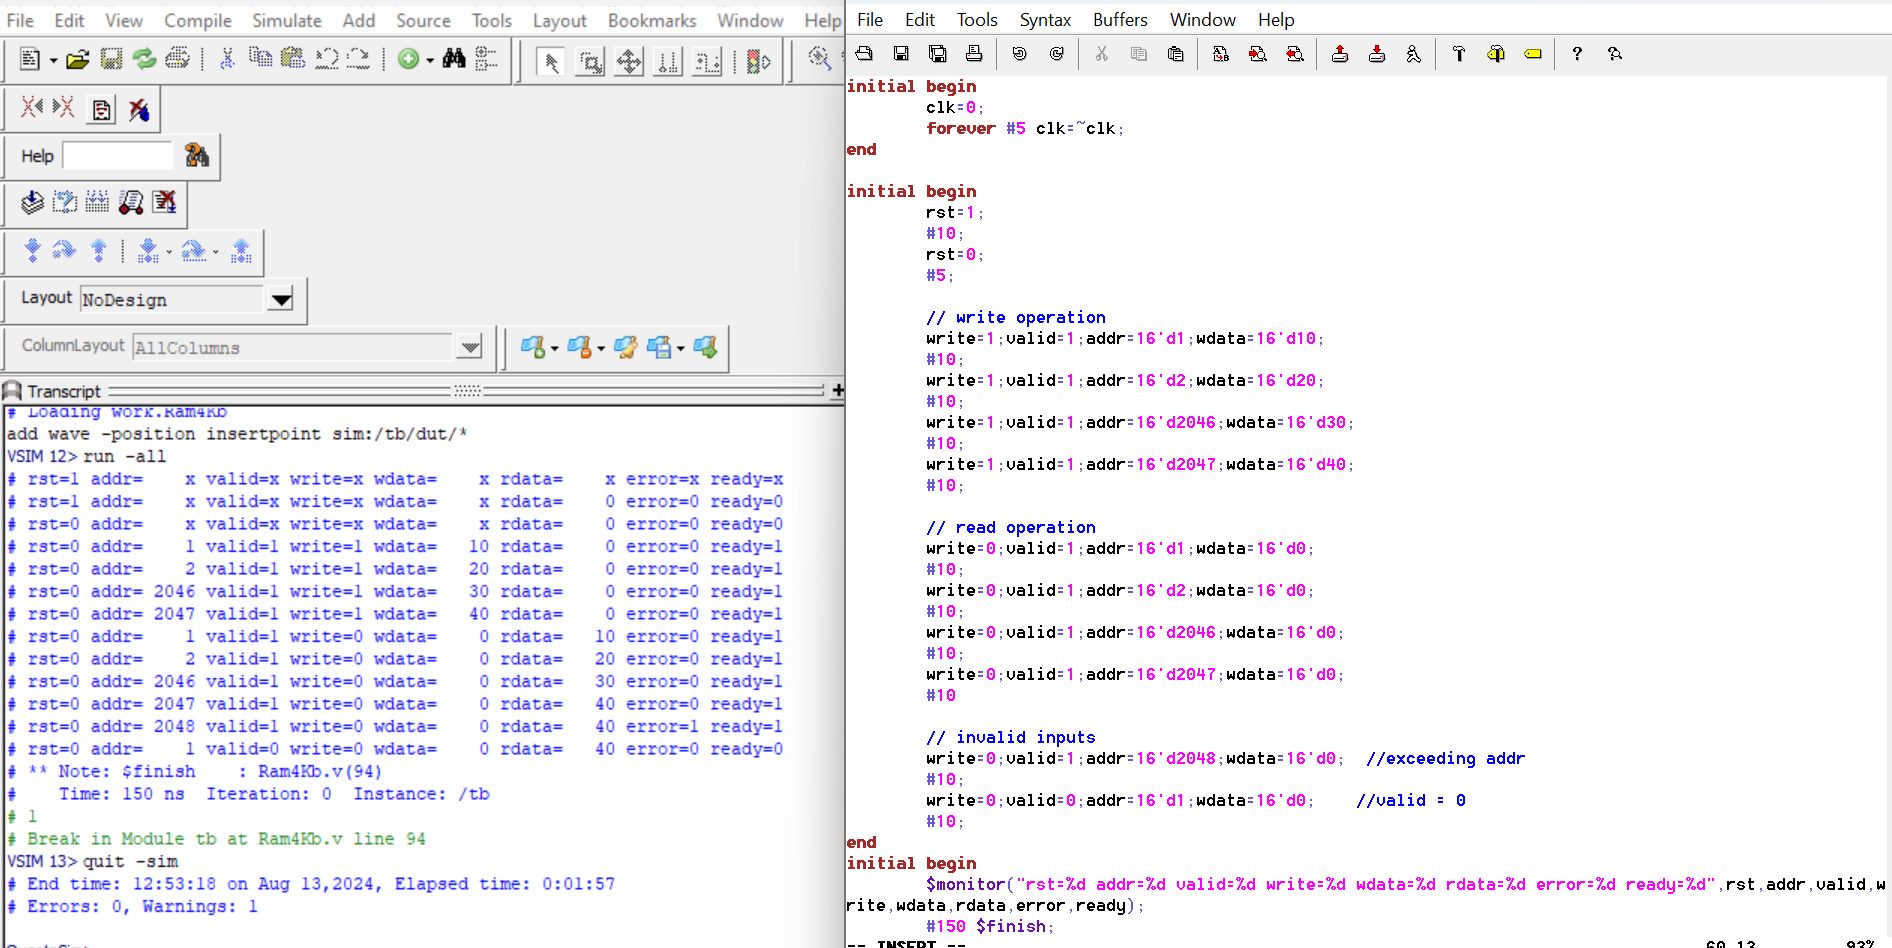 File Edit View Compile Simulate Add Source Tools Layout Bookmarks Window Help
Help
Layout NoDesign
ColumnLayout AllColumns
Transcript
# Loading work.Ram4Kb
add wave -position insertpoint sim:/tb/dut/*
VSIM 12> run -all
# rst=1 addr=    x valid=x write=x wdata=    x rdata=    x error=x ready=x
# rst=1 addr=    x valid=x write=x wdata=    x rdata=    0 error=0 ready=0
# rst=0 addr=    x valid=x write=x wdata=    x rdata=    0 error=0 ready=0
# rst=0 addr=    1 valid=1 write=1 wdata=   10 rdata=    0 error=0 ready=1
# rst=0 addr=    2 valid=1 write=1 wdata=   20 rdata=    0 error=0 ready=1
# rst=0 addr= 2046 valid=1 write=1 wdata=   30 rdata=    0 error=0 ready=1
# rst=0 addr= 2047 valid=1 write=1 wdata=   40 rdata=    0 error=0 ready=1
# rst=0 addr=    1 valid=1 write=0 wdata=    0 rdata=   10 error=0 ready=1
# rst=0 addr=    2 valid=1 write=0 wdata=    0 rdata=   20 error=0 ready=1
# rst=0 addr= 2046 valid=1 write=0 wdata=    0 rdata=   30 error=0 ready=1
# rst=0 addr= 2047 valid=1 write=0 wdata=    0 rdata=   40 error=0 ready=1
# rst=0 addr= 2048 valid=1 write=0 wdata=    0 rdata=   40 error=1 ready=1
# rst=0 addr=    1 valid=0 write=0 wdata=    0 rdata=   40 error=0 ready=0
# ** Note: $finish    : Ram4Kb.v(94)
#    Time: 150 ns  Iteration: 0  Instance: /tb
# 1
# Break in Module tb at Ram4Kb.v line 94
VSIM 13> quit -sim
# End time: 12:53:18 on Aug 13,2024, Elapsed time: 0:01:57
# Errors: 0, Warnings: 1
File Edit Tools Syntax Buffers Window Help
initial begin
clk=0;
forever #5 clk=~clk;
end
initial begin
rst=1;
#10;
rst=0;
#5;
// write operation
write=1;valid=1;addr=16'd1;wdata=16'd10;
#10;
write=1;valid=1;addr=16'd2;wdata=16'd20;
#10;
write=1;valid=1;addr=16'd2046;wdata=16'd30;
#10;
write=1;valid=1;addr=16'd2047;wdata=16'd40;
#10;
// read operation
write=0;valid=1;addr=16'd1;wdata=16'd0;
#10;
write=0;valid=1;addr=16'd2;wdata=16'd0;
#10;
write=0;valid=1;addr=16'd2046;wdata=16'd0;
#10;
write=0;valid=1;addr=16'd2047;wdata=16'd0;
#10
// invalid inputs
write=0;valid=1;addr=16'd2048;wdata=16'd0;  //exceeding addr
#10;
write=0;valid=0;addr=16'd1;wdata=16'd0;    //valid = 0
#10;
end
initial begin
$monitor("rst=%d addr=%d valid=%d write=%d wdata=%d rdata=%d error=%d ready=%d",rst,addr,valid,w
rite,wdata,rdata,error,ready);
#150 $finish;
-- INSERT -- 60,13 93%